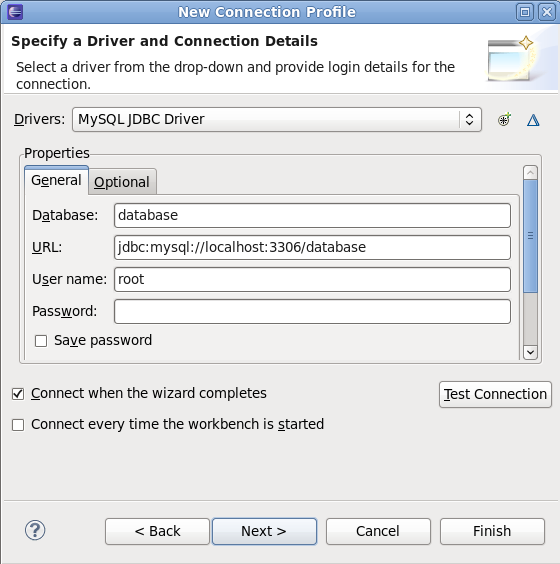 New Connection Profile
Specify a Driver and Connection Details
Select a driver from the drop-down and provide login details for the
connection.
Drivers: MySQL JDBC Driver
Properties
General Optional
Database: database
URL: jdbc:mysql://localhost:3306/database
User name: root
Password:
Save password
Connect when the wizard completes Test Connection
Connect every time the workbench is started
? < Back Next > Cancel Finish